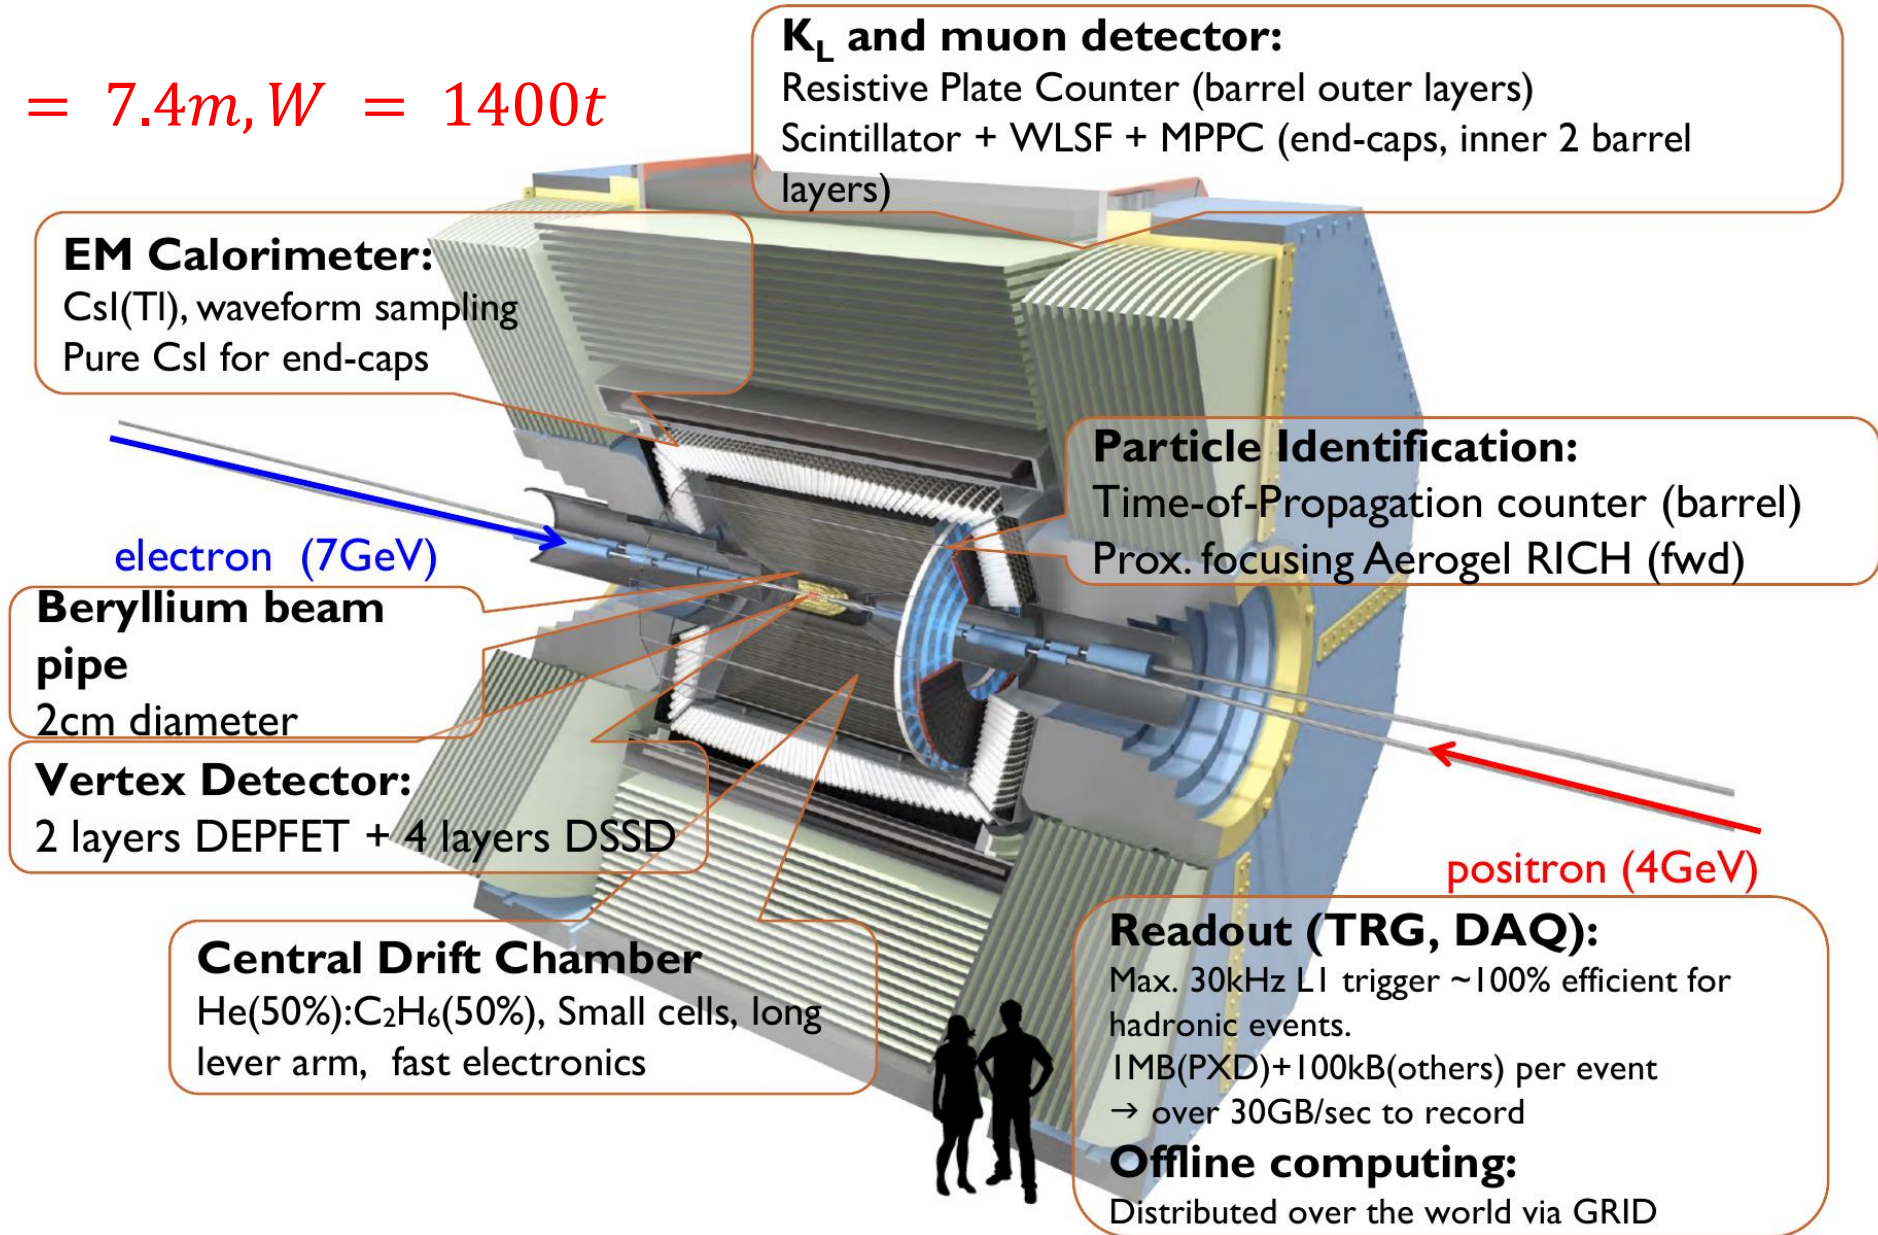 = 7.4m, W = 1400t
K_L and muon detector:
Resistive Plate Counter (barrel outer layers)
Scintillator + WLSF + MPPC (end-caps, inner 2 barrel
layers)
EM Calorimeter:
CsI(Tl), waveform sampling
Pure CsI for end-caps
Particle Identification:
Time-of-Propagation counter (barrel)
Prox. focusing Aerogel RICH (fwd)
electron (7GeV)
Beryllium beam
pipe
2cm diameter
Vertex Detector:
2 layers DEPFET + 4 layers DSSD
positron (4GeV)
Central Drift Chamber
He(50%):C₂H₆(50%), Small cells, long
lever arm, fast electronics
Readout (TRG, DAQ):
Max. 30kHz L1 trigger ~100% efficient for
hadronic events.
1MB(PXD)+100kB(others) per event
→ over 30GB/sec to record
Offline computing:
Distributed over the world via GRID